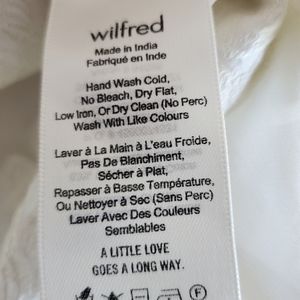 wilfred
Made in India
Fabriqué en Inde
Hand Wash Cold,
No Bleach, Dry Flat,
Low Iron, Or Dry Clean (No Perc)
Wash With Like Colours
Laver à La Main à L'eau Froide,
Pas De Blanchiment,
Sécher à Plat,
Repasser à Basse Température,
Ou Nettoyer à Sec (Sans Perc)
Laver Avec Des Couleurs
Semblables
A LITTLE LOVE
GOES A LONG WAY.
F